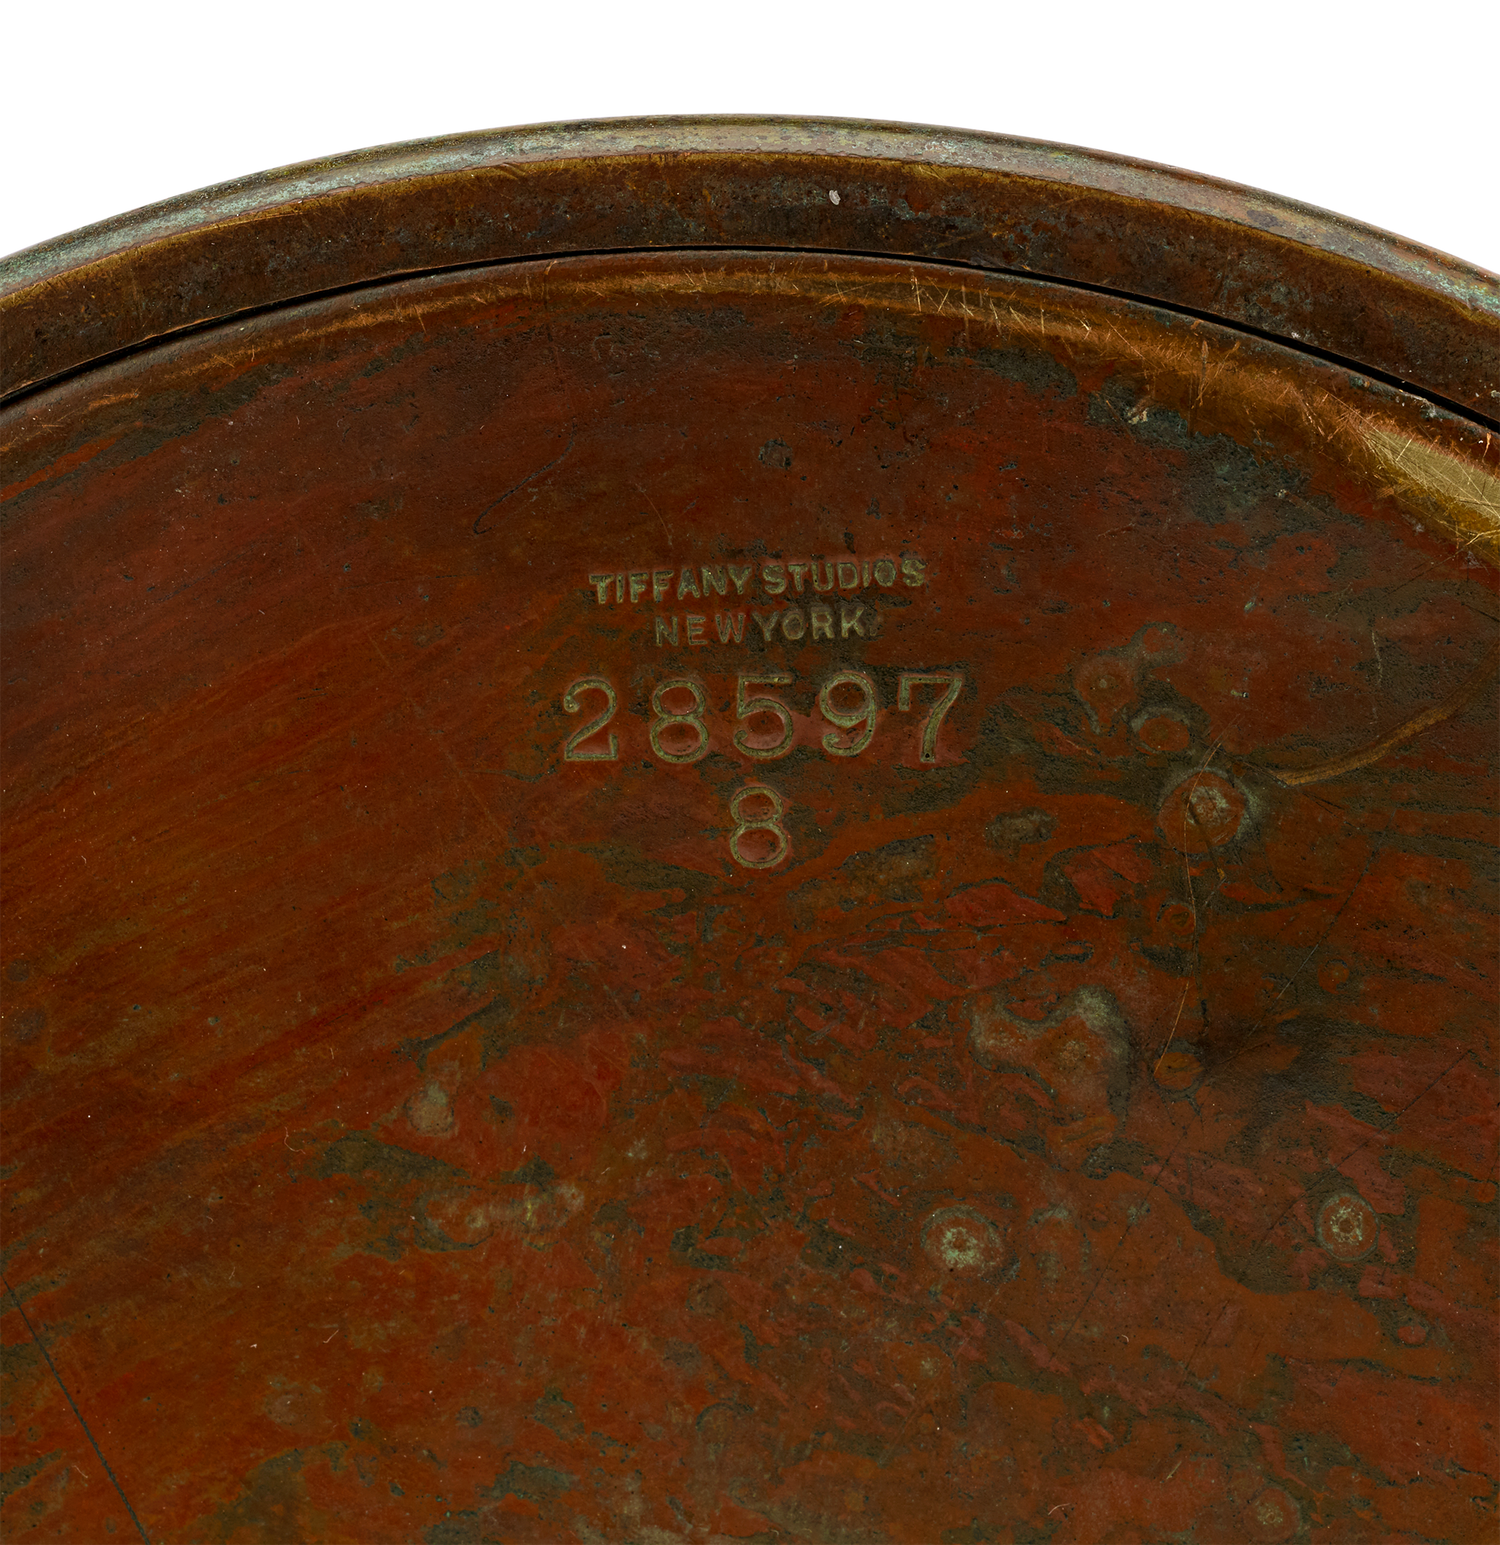 TIFFANY STUDIOS
NEW YORK
28597
8